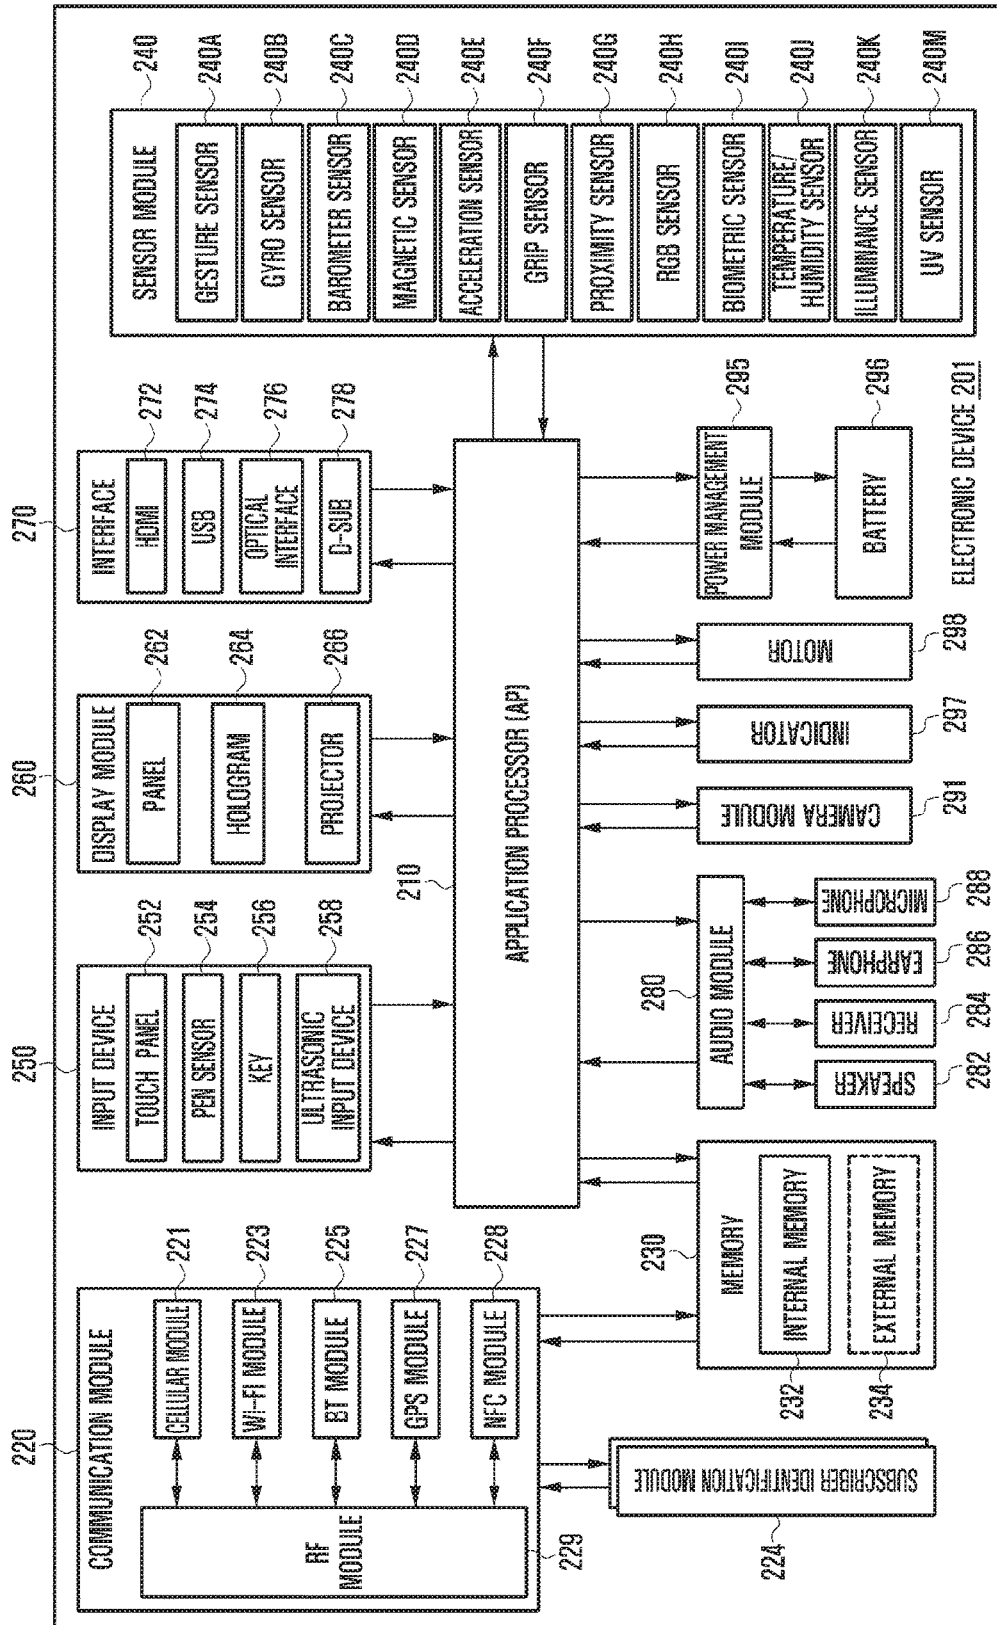 220
COMMUNICATION MODULE
CELLULAR MODULE
221
WI-FI MODULE
223
BT MODULE
225
GPS MODULE
227
NFC MODULE
228
RF
MODULE
229
SUBSCRIBER IDENTIFICATION MODULE
224
250
INPUT DEVICE
TOUCH PANEL
252
PEN SENSOR
254
KEY
256
ULTRASONIC
INPUT DEVICE
258
260
DISPLAY MODULE
PANEL
262
HOLOGRAM
264
PROJECTOR
266
270
INTERFACE
HDMI
272
USB
274
OPTICAL
INTERFACE
276
D-SUB
278
SENSOR MODULE
240
GESTURE SENSOR
240A
GYRO SENSOR
240B
BAROMETER SENSOR
240C
MAGNETIC SENSOR
240D
ACCELERATION SENSOR
240E
GRIP SENSOR
240F
PROXIMITY SENSOR
240G
RGB SENSOR
240H
BIOMETRIC SENSOR
240I
TEMPERATURE/
HUMIDITY SENSOR
240J
ILLUMINANCE SENSOR
240K
UV SENSOR
240M
210
APPLICATION PROCESSOR (AP)
230
MEMORY
INTERNAL MEMORY
232
EXTERNAL MEMORY
234
280
AUDIO MODULE
SPEAKER
282
RECEIVER
284
EARPHONE
286
MICROPHONE
288
CAMERA MODULE
291
INDICATOR
297
MOTOR
298
POWER MANAGEMENT
MODULE
295
BATTERY
296
ELECTRONIC DEVICE 201